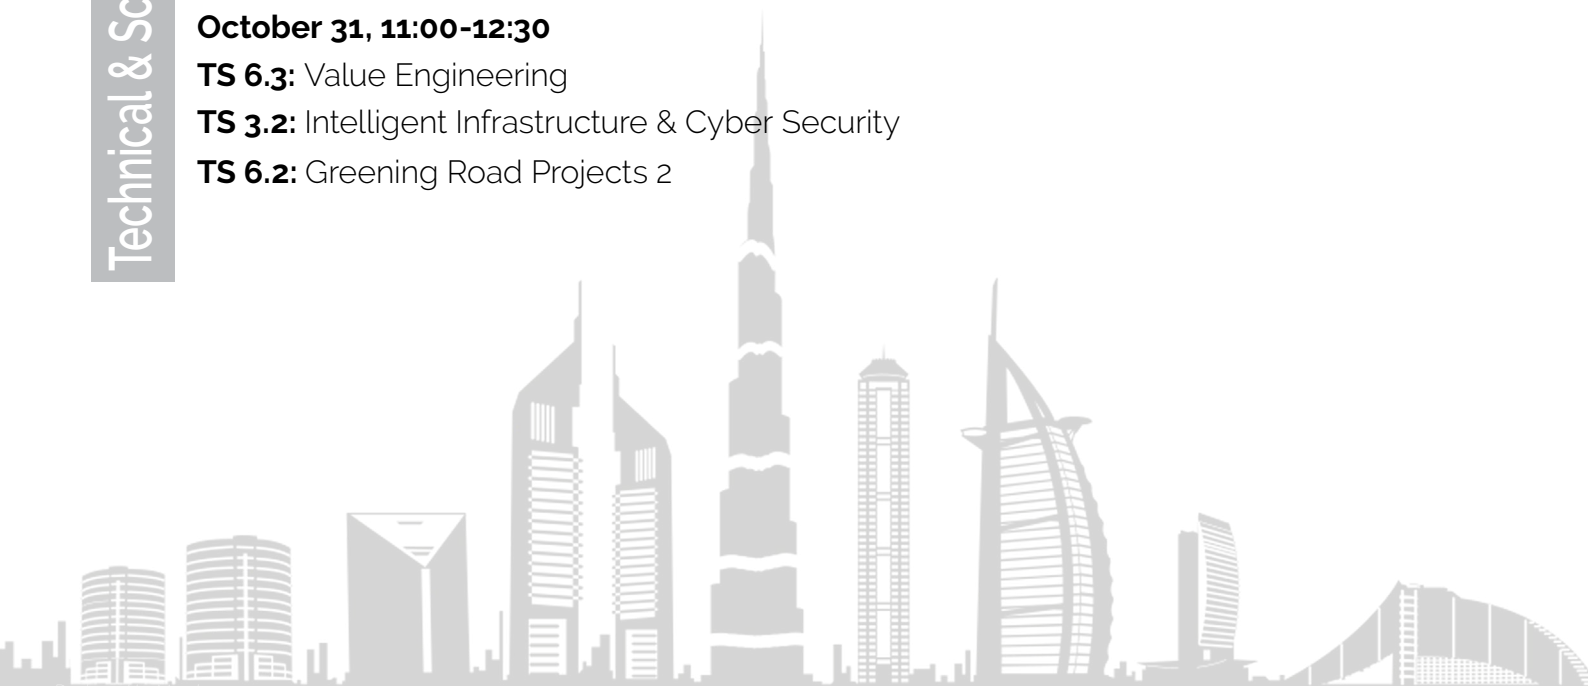 Technical &
October 31, 11:00-12:30
TS 6.3: Value Engineering
TS 3.2: Intelligent Infrastructure & Cyber Security
TS 6.2: Greening Road Projects 2